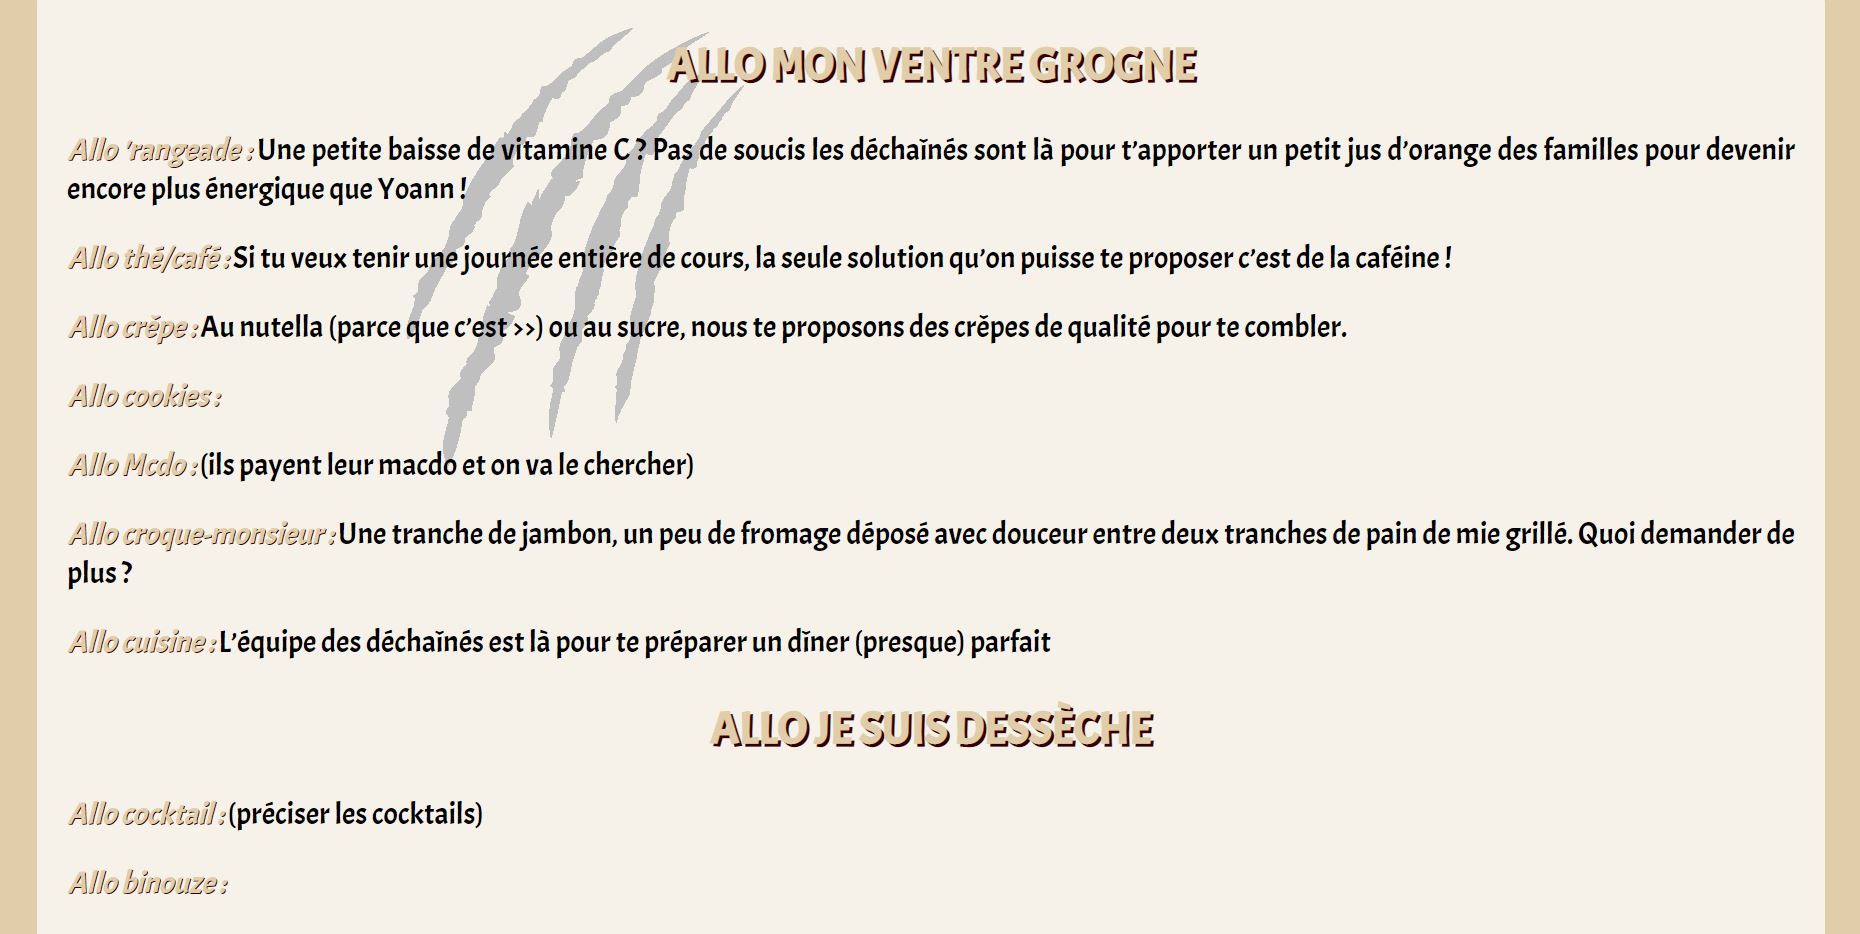 ALLO MON VENTRE GROGNE
Allo 'rangeade : Une petite baisse de vitamine C ? Pas de soucis les déchaînés sont là pour t’apporter un petit jus d’orange des familles pour devenir
encore plus énergique que Yoann !
Allo thé/café : Si tu veux tenir une journée entière de cours, la seule solution qu’on puisse te proposer c’est de la caféine !
Allo crêpe : Au nutella (parce que c’est >>) ou au sucre, nous te proposons des crêpes de qualité pour te combler.
Allo cookies :
Allo Mcdo : (ils payent leur macdo et on va le chercher)
Allo croque-monsieur : Une tranche de jambon, un peu de fromage déposé avec douceur entre deux tranches de pain de mie grillé. Quoi demander de
plus ?
Allo cuisine : L’équipe des déchaînés est là pour te préparer un dîner (presque) parfait
ALLO JE SUIS DESSÈCHE
Allo cocktail : (préciser les cocktails)
Allo binouze :